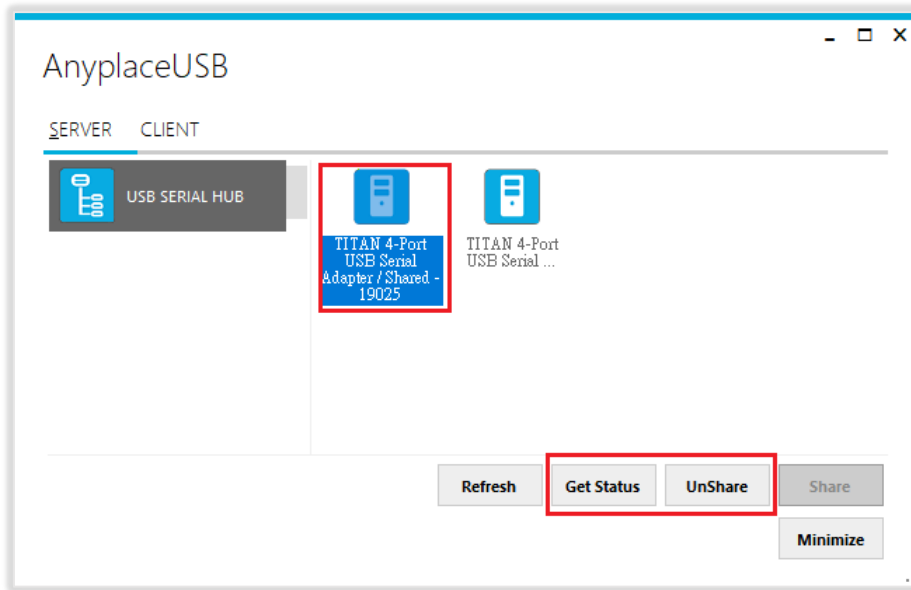 AnyplaceUSB
SERVER CLIENT
USB SERIAL HUB
TITAN 4-Port
USB Serial
Adapter / Shared -
19025
TITAN 4-Port
USB Serial ...
Refresh Get Status UnShare Share
Minimize